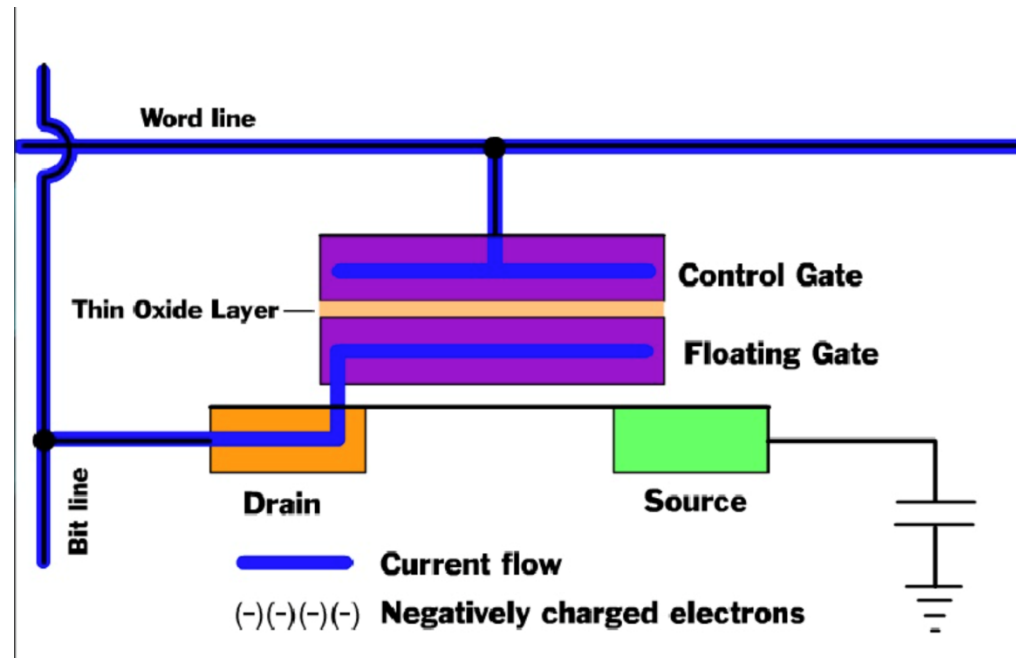 Word line
Control Gate
Thin Oxide Layer
Floating Gate
Drain
Source
Bit line
Current flow
(-)(-)(-)(-) Negatively charged electrons